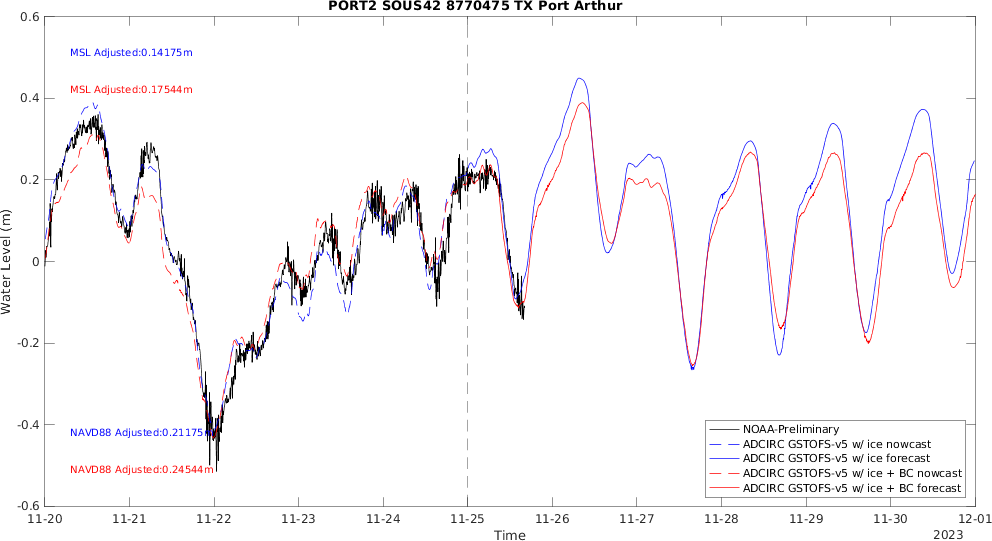 PORT2 SOUS42 8770475 TX Port Arthur
0.6
MSL Adjusted:0.14175m
0.4
MSL Adjusted:0.17544m
0.2
0
-0.2
-0.4
-0.6
Water Level (m)
NAVD88 Adjusted:0.21175m
NAVD88 Adjusted:0.24544m
NOAA-Preliminary
ADCIRC GSTOFS-v5 w/ ice nowcast
ADCIRC GSTOFS-v5 w/ ice forecast
ADCIRC GSTOFS-v5 w/ ice + BC nowcast
ADCIRC GSTOFS-v5 w/ ice + BC forecast
11-20 11-21 11-22 11-23 11-24 11-25 11-26 11-27 11-28 11-29 11-30 12-01
Time
2023